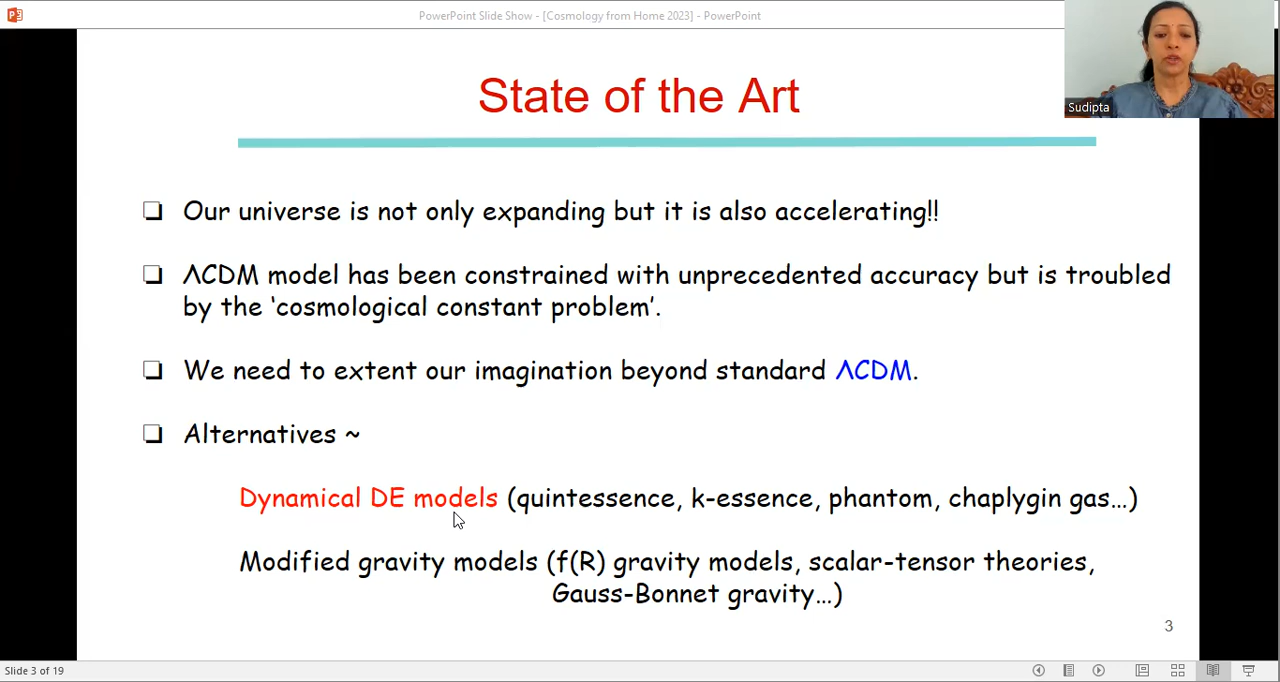 PowerPoint Slide Show - [Cosmology from Home 2023] - PowerPoint
Sudipta
State of the Art
Our universe is not only expanding but it is also accelerating!!
ΛCDM model has been constrained with unprecedented accuracy but is troubled
by the ‘cosmological constant problem’.
We need to extent our imagination beyond standard ΛCDM.
Alternatives ~
Dynamical DE models (quintessence, k-essence, phantom, chaplygin gas…)
Modified gravity models (f(R) gravity models, scalar-tensor theories,
Gauss-Bonnet gravity…)
3
Slide 3 of 19